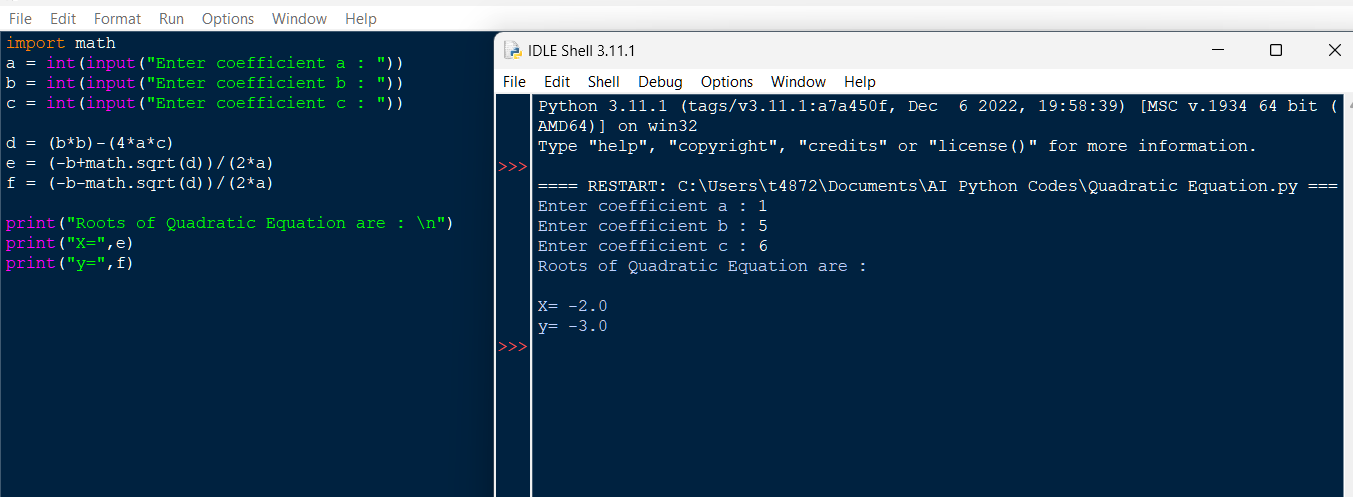 File Edit Format Run Options Window Help
import math
a = int(input("Enter coefficient a : "))
b = int(input("Enter coefficient b : "))
c = int(input("Enter coefficient c : "))
d = (b*b)-(4*a*c)
e = (-b+math.sqrt(d))/(2*a)
f = (-b-math.sqrt(d))/(2*a)
print("Roots of Quadratic Equation are : \n")
print("X=",e)
print("y=",f)
IDLE Shell 3.11.1
File Edit Shell Debug Options Window Help
Python 3.11.1 (tags/v3.11.1:a7a450f, Dec  6 2022, 19:58:39) [MSC v.1934 64 bit (
AMD64)] on win32
Type "help", "copyright", "credits" or "license()" for more information.
>>>
==== RESTART: C:\Users\t4872\Documents\AI Python Codes\Quadratic Equation.py ===
Enter coefficient a : 1
Enter coefficient b : 5
Enter coefficient c : 6
Roots of Quadratic Equation are :
X= -2.0
y= -3.0
>>>